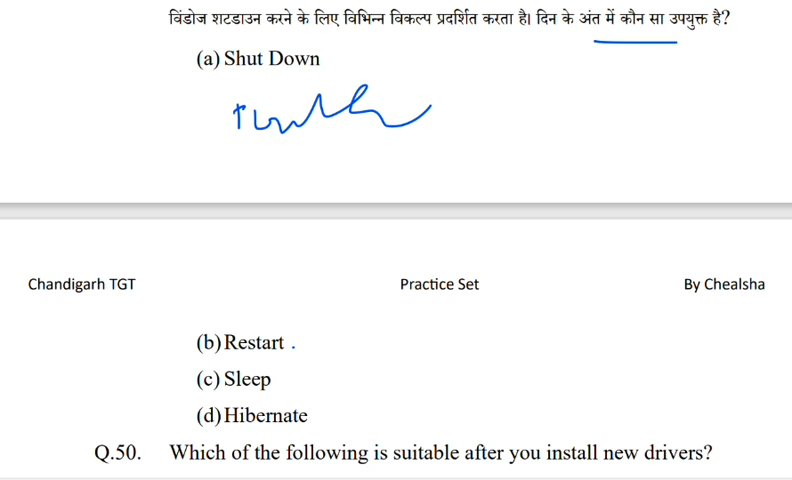 विंडोज शटडाउन करने के लिए विभिन्न विकल्प प्रदर्शित करता है। दिन के अंत में कौन सा उपयुक्त है?
(a) Shut Down
Chandigarh TGT Practice Set By Chealsha
(b) Restart .
(c) Sleep
(d) Hibernate
Q.50. Which of the following is suitable after you install new drivers?